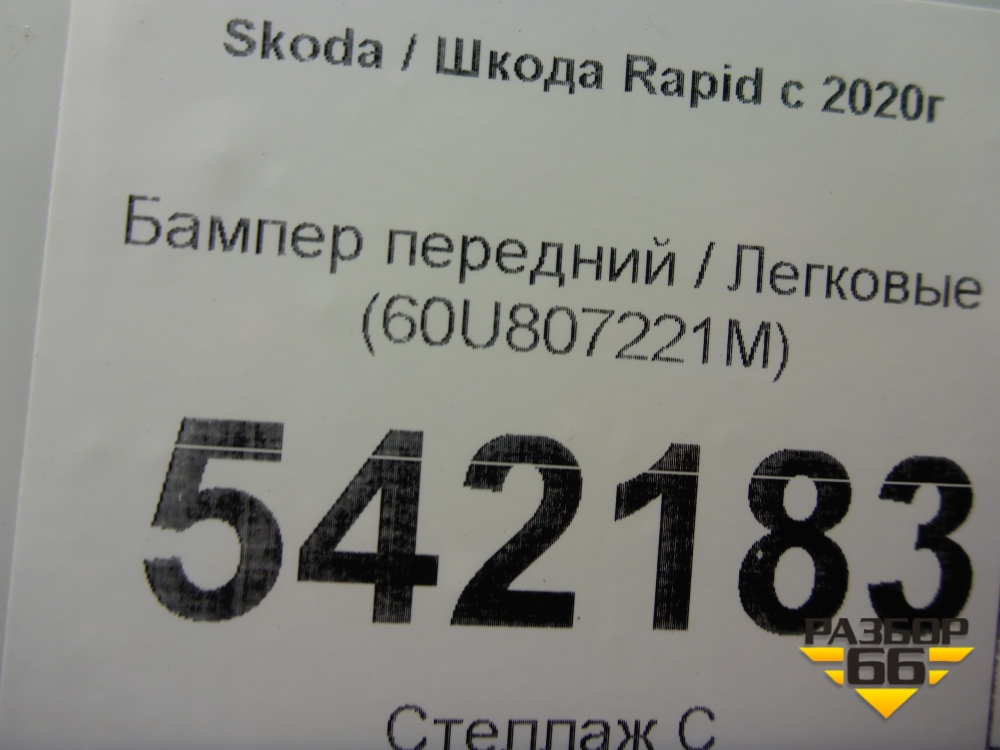 Skoda / Шкода Rapid с 2020г
Бампер передний / Легковые
(60U807221M)
542183
РАЗБОР
66
Стеллаж С